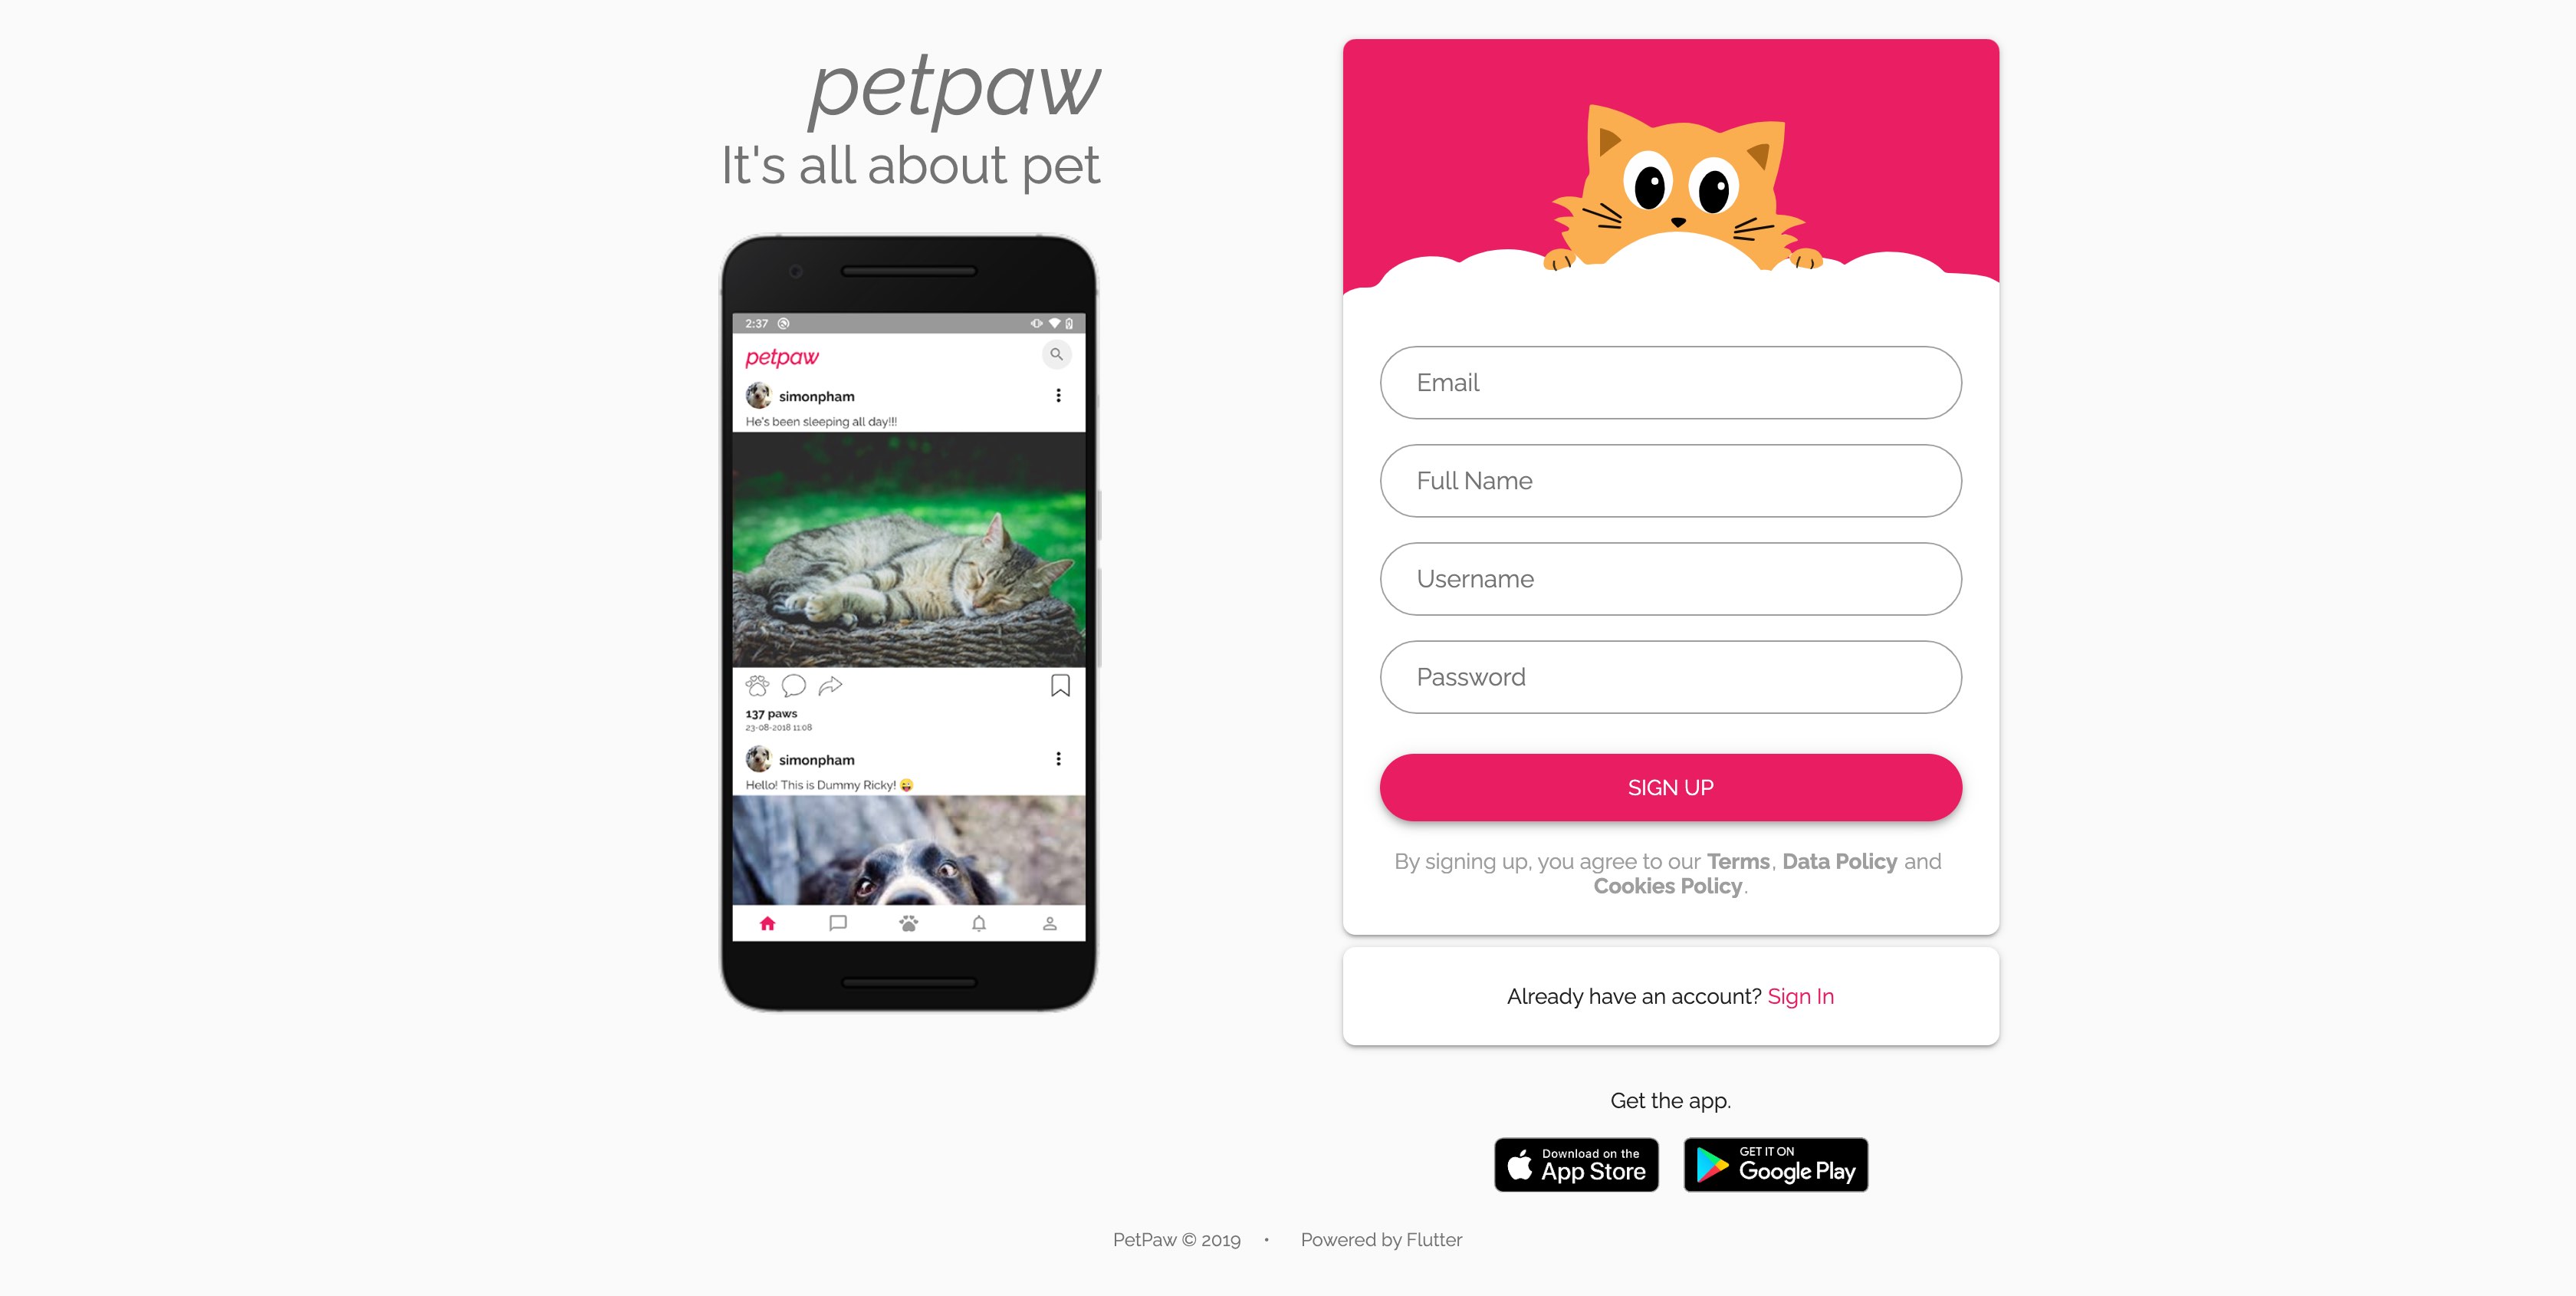 petpaw
It's all about pet
2:37
petpaw
simonpham
He's been sleeping all day!!!
137 paws
23-08-2018 11:08
simonpham
Hello! This is Dummy Ricky! 😜
Email
Full Name
Username
Password
SIGN UP
By signing up, you agree to our Terms, Data Policy and
Cookies Policy.
Already have an account? Sign In
Get the app.
Download on the
App Store
GET IT ON
Google Play
PetPaw © 2019 • Powered by Flutter